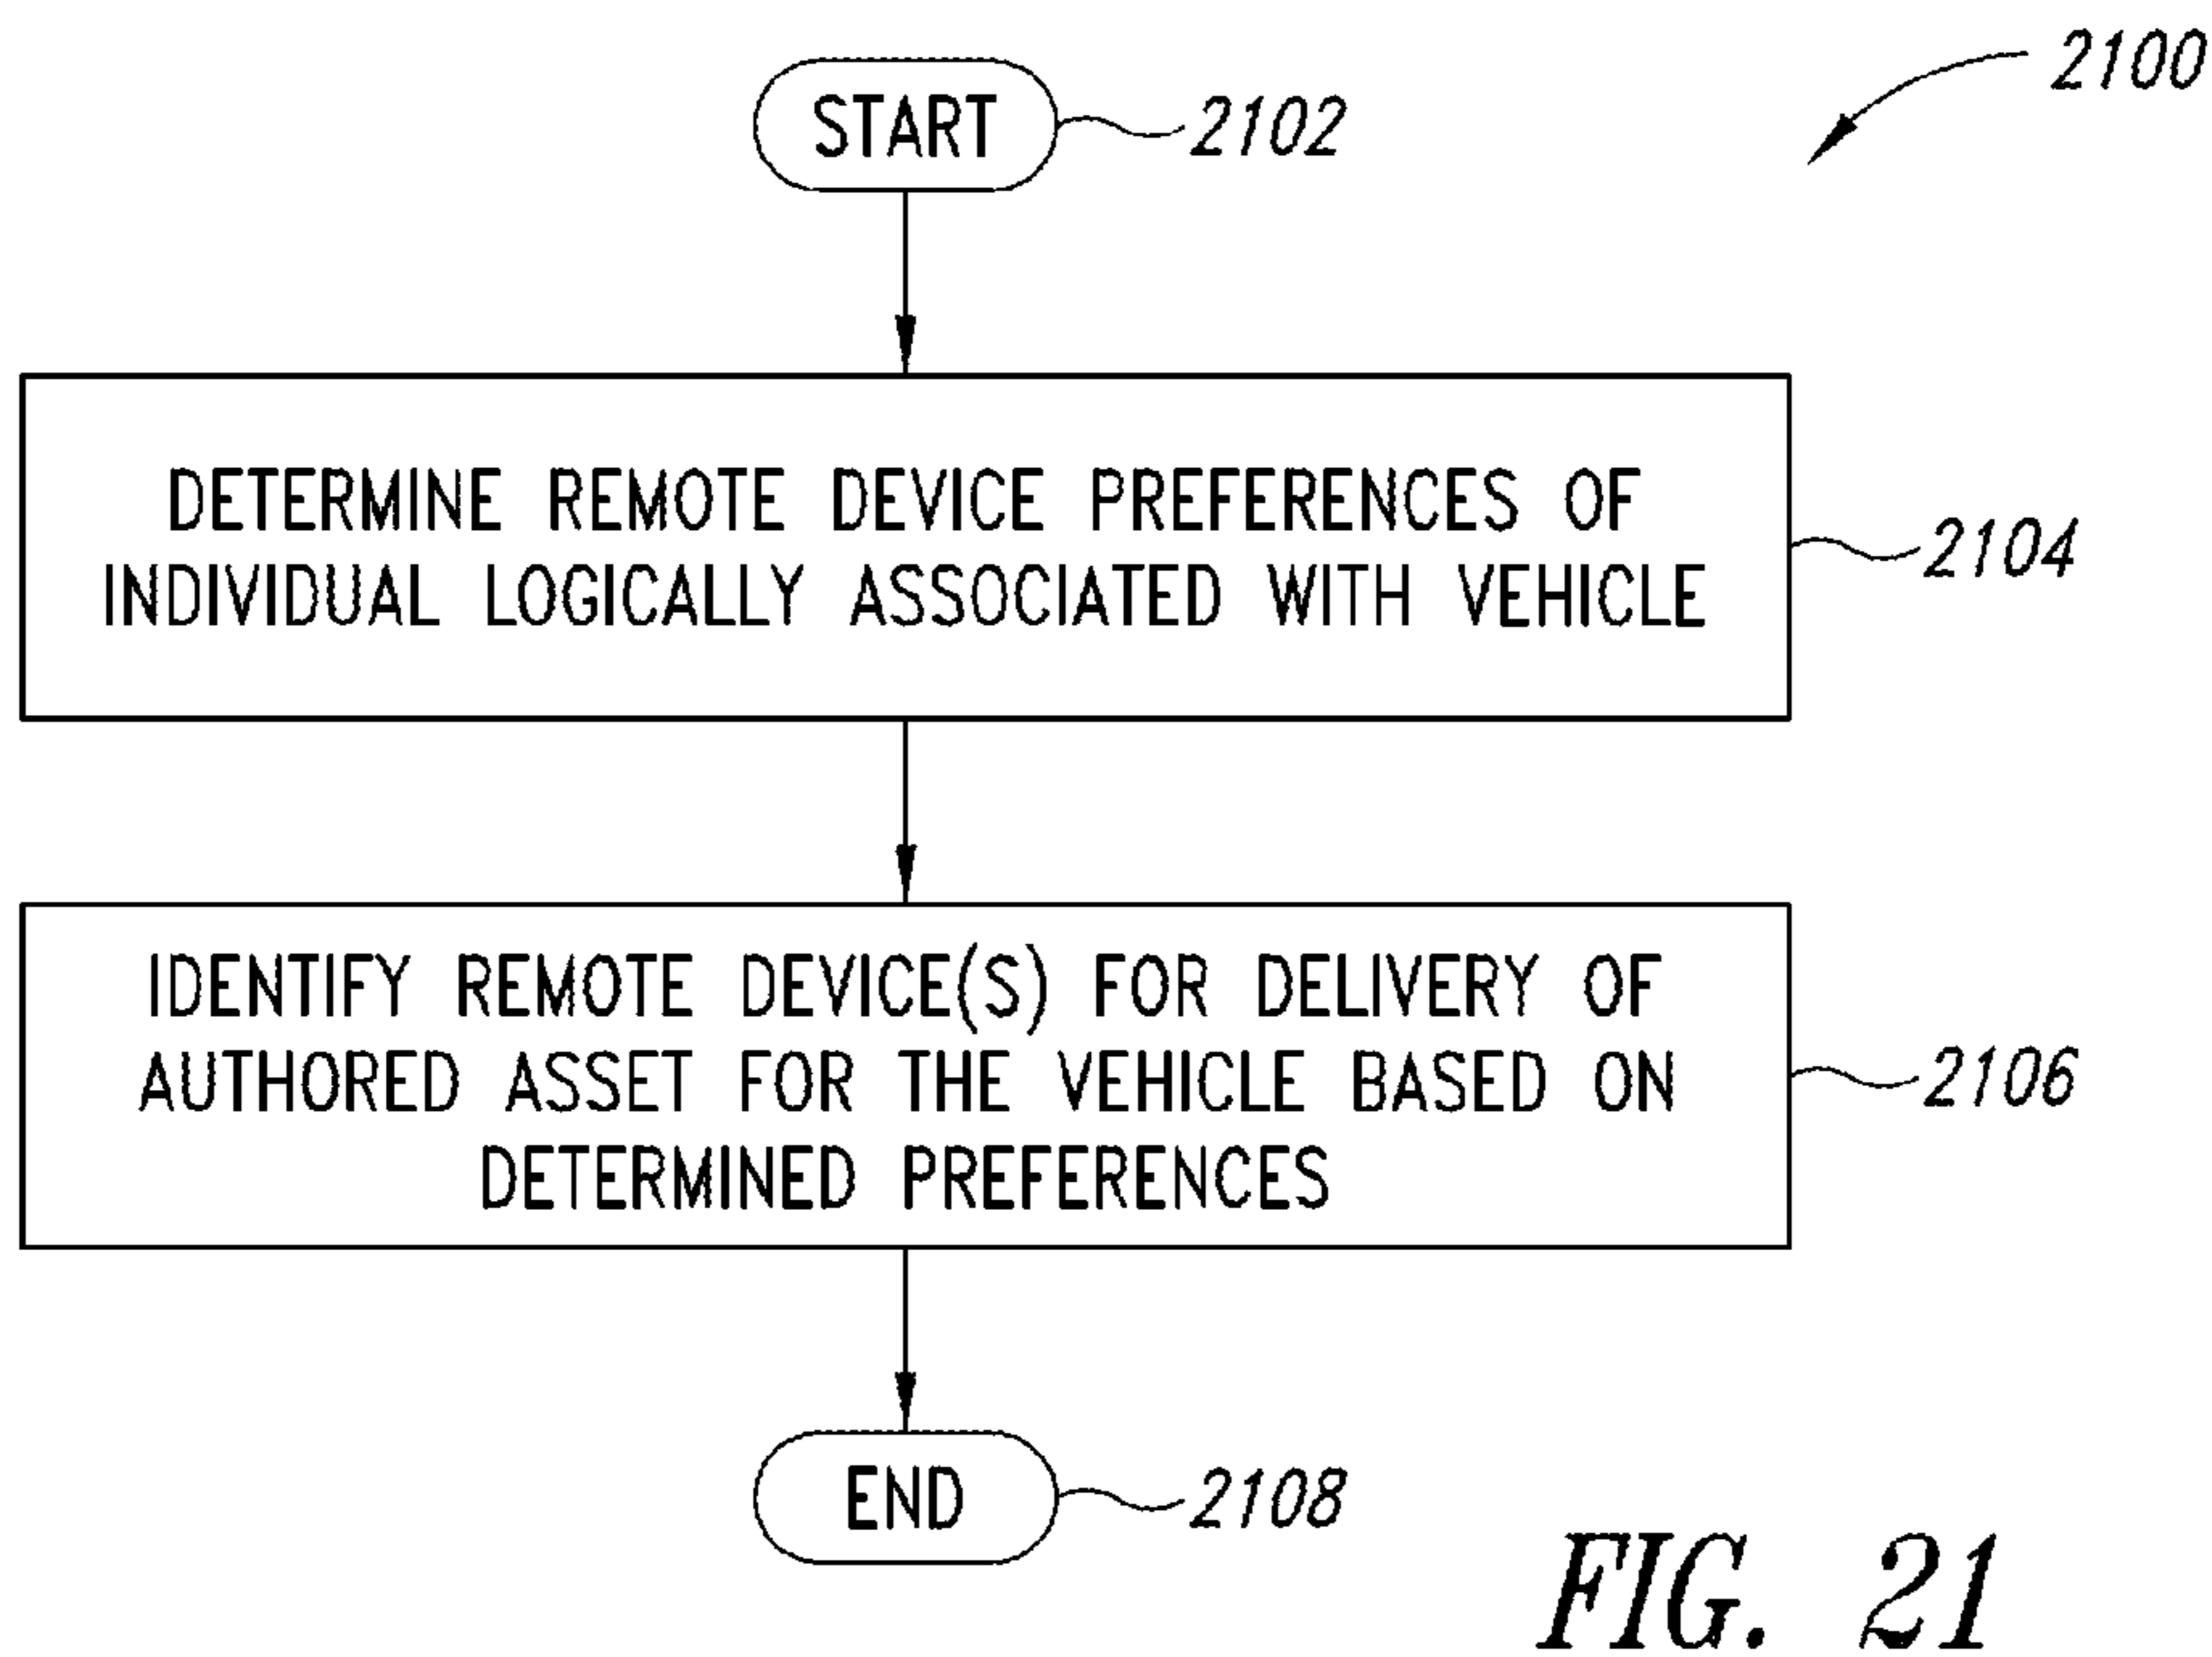 2100
START
2102
DETERMINE REMOTE DEVICE PREFERENCES OF
INDIVIDUAL LOGICALLY ASSOCIATED WITH VEHICLE
2104
IDENTIFY REMOTE DEVICE(S) FOR DELIVERY OF
AUTHORED ASSET FOR THE VEHICLE BASED ON
DETERMINED PREFERENCES
2106
END
2108
FIG. 21